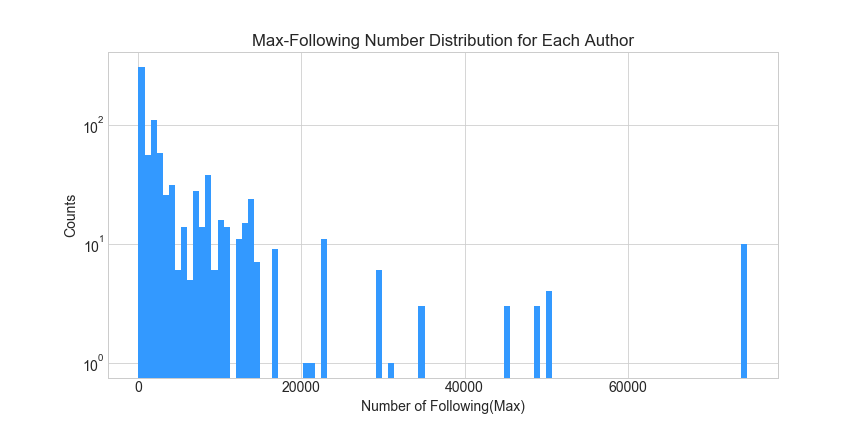 Max-Following Number Distribution for Each Author
Counts
10^2
10^1
10^0
0 20000 40000 60000
Number of Following(Max)